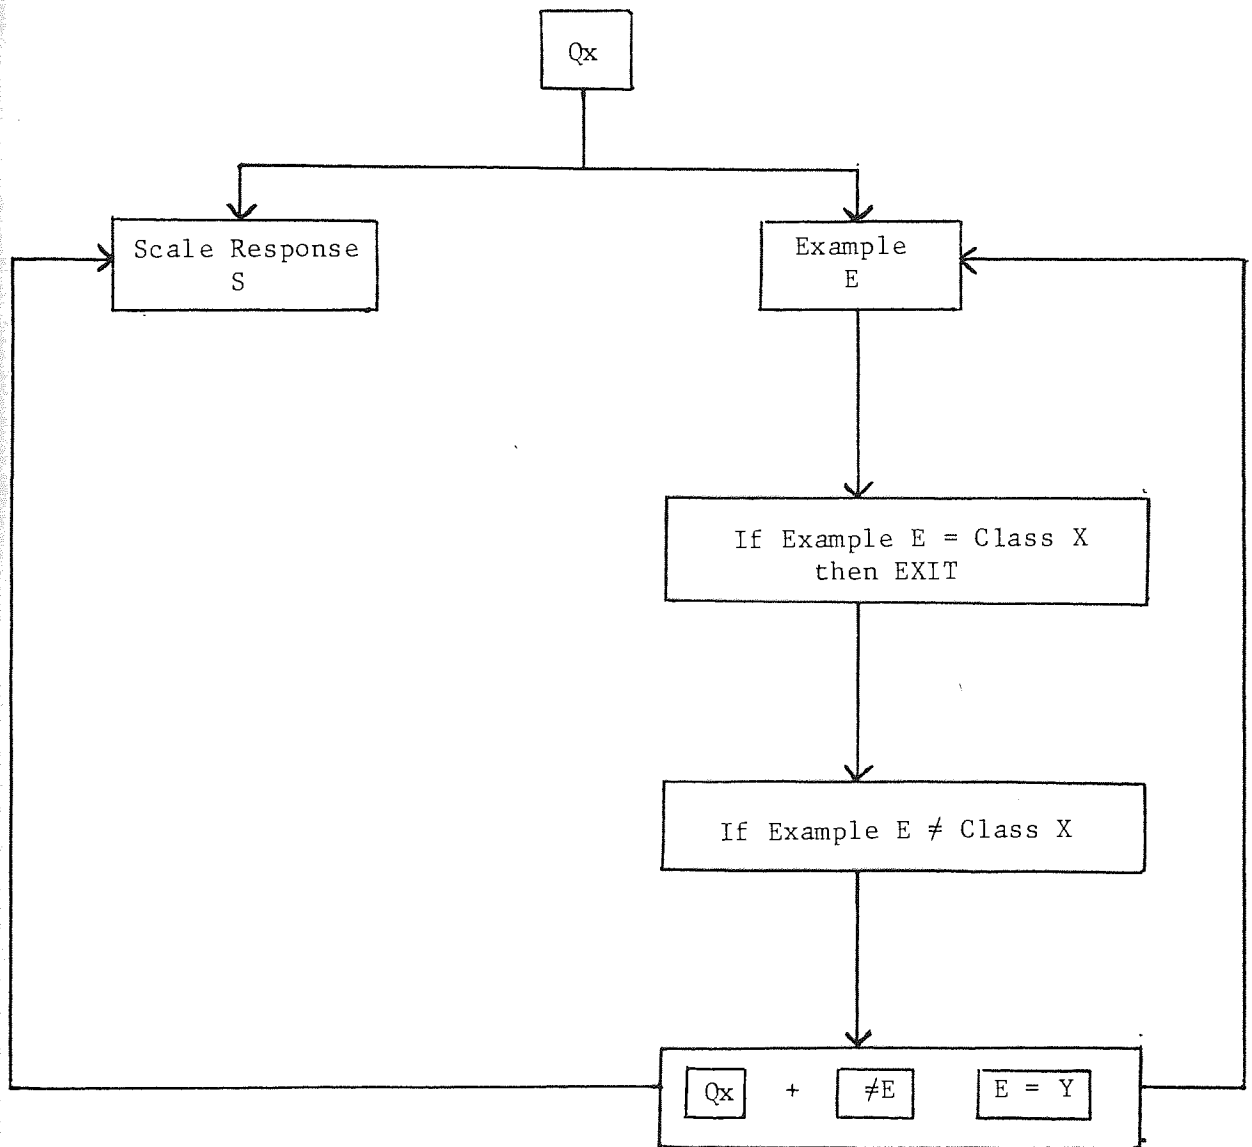 Qx
Scale Response
S
Example
E
If Example E = Class X
then EXIT
If Example E ≠ Class X
Qx + ≠E E = Y